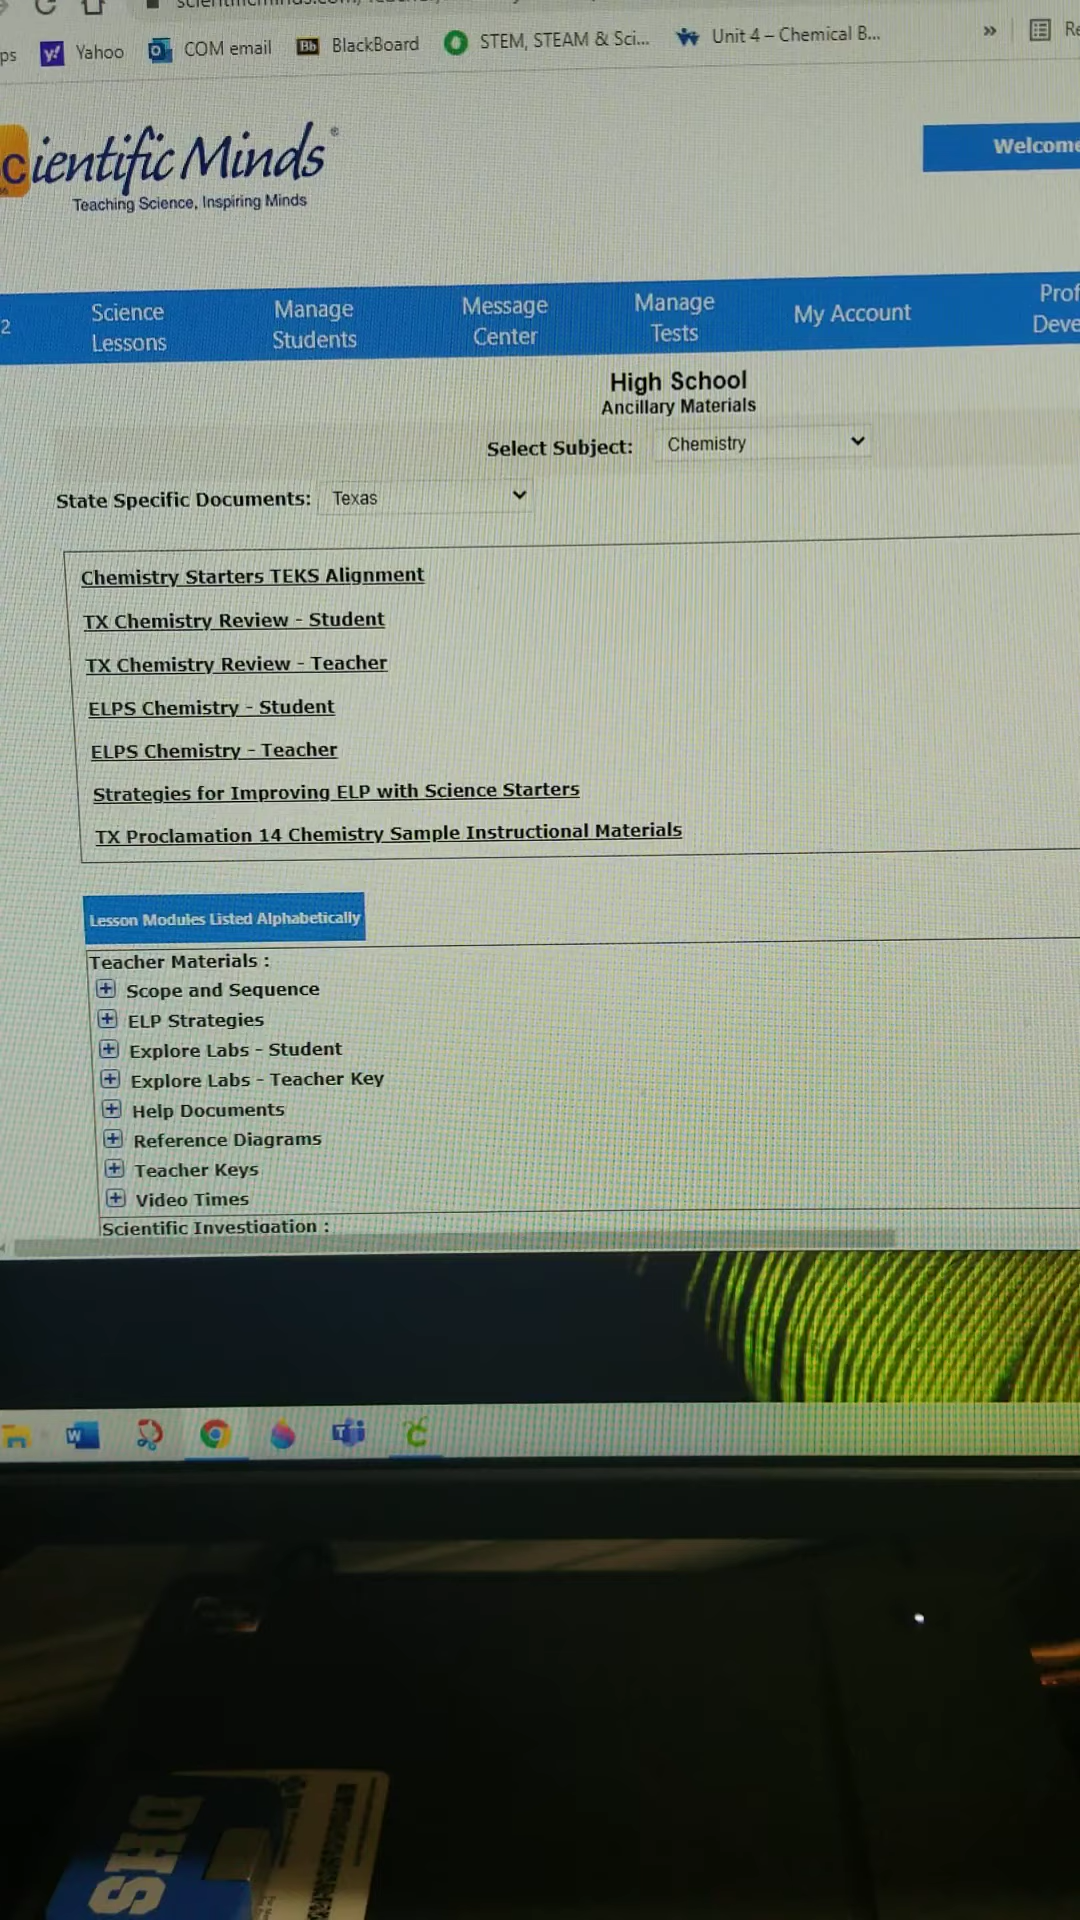 Yahoo
COM email
Bb BlackBoard
STEM, STEAM & Sci...
Unit 4 – Chemical B...
»
cientific Minds®
Teaching Science, Inspiring Minds
Welcome
2
Science Lessons
Manage Students
Message Center
Manage Tests
My Account
High School
Ancillary Materials
Select Subject: Chemistry
State Specific Documents: Texas
Chemistry Starters TEKS Alignment
TX Chemistry Review - Student
TX Chemistry Review - Teacher
ELPS Chemistry - Student
ELPS Chemistry - Teacher
Strategies for Improving ELP with Science Starters
TX Proclamation 14 Chemistry Sample Instructional Materials
Lesson Modules Listed Alphabetically
Teacher Materials :
Scope and Sequence
ELP Strategies
Explore Labs - Student
Explore Labs - Teacher Key
Help Documents
Reference Diagrams
Teacher Keys
Video Times
Scientific Investigation :
DHS